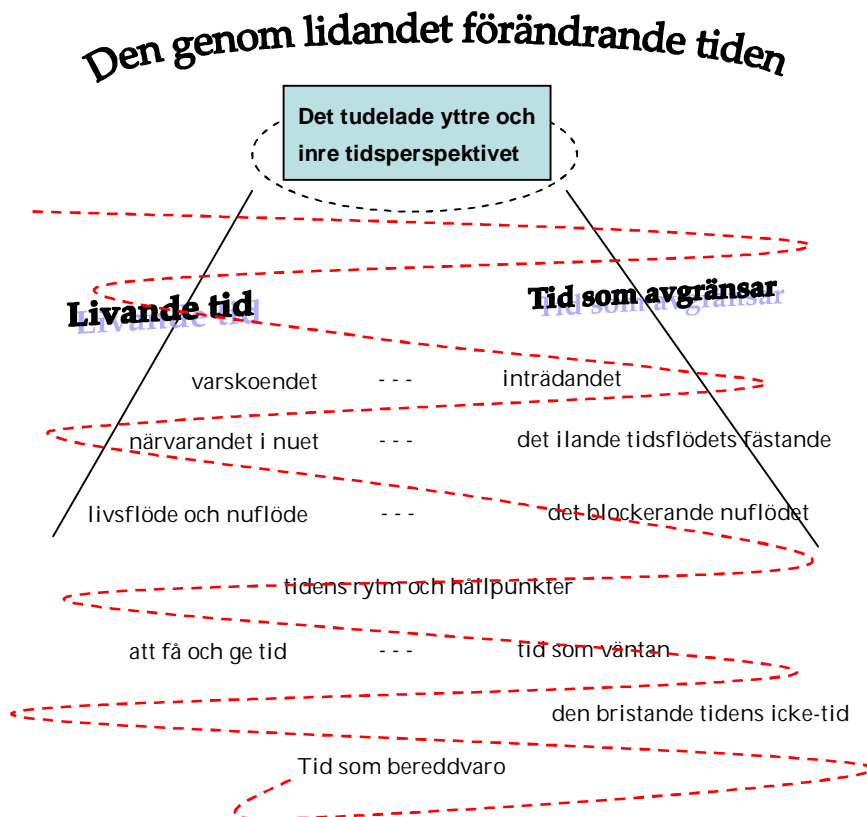 Den genom lidandet förändrande tiden
Det tudelade yttre och
inre tidsperspektivet
Livande tid
Tid som avgränsar
varskoendet - - - inträdandet
närvarandet i nuet - - - det ilande tidsflödets fästande
livsflöde och nuflöde - - - det blockerande nuflödet
tidens rytm och hållpunkter
att få och ge tid - - - tid som väntan
den bristande tidens icke-tid
Tid som bereddvaro